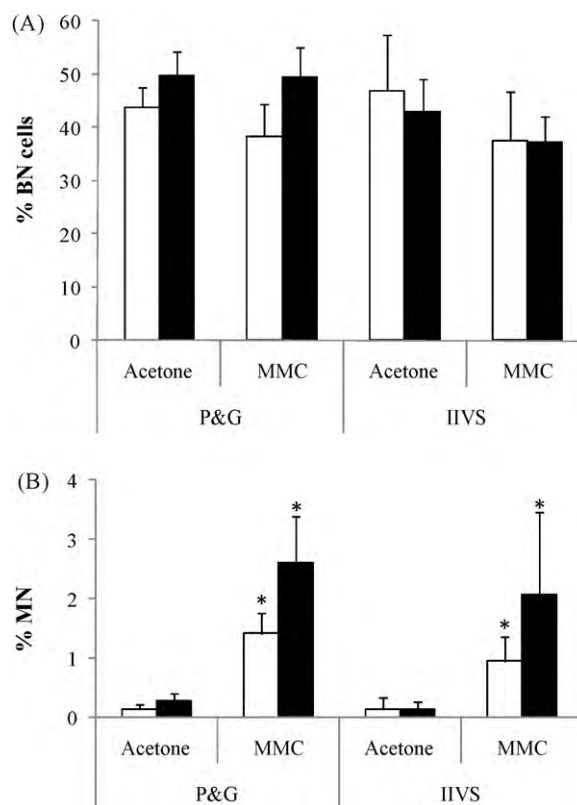 (A)
% BN cells
60
50
40
30
20
10
0
Acetone MMC Acetone MMC
P&G IIVS
(B)
% MN
4
3
2
1
0
* * * *
Acetone MMC Acetone MMC
P&G IIVS